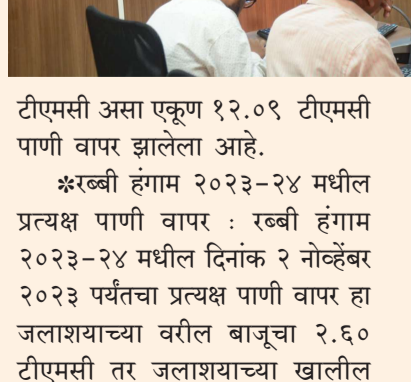 टीएमसी असा एकूण १२.०९ टीएमसी
पाणी वापर झालेला आहे.
*रब्बी हंगाम २०२३-२४ मधील
प्रत्यक्ष पाणी वापर : रब्बी हंगाम
२०२३-२४ मधील दिनांक २ नोव्हेंबर
२०२३ पर्यंतचा प्रत्यक्ष पाणी वापर हा
जलाशयाच्या वरील बाजूचा २.६०
टीएमसी तर जलाशयाच्या खालील